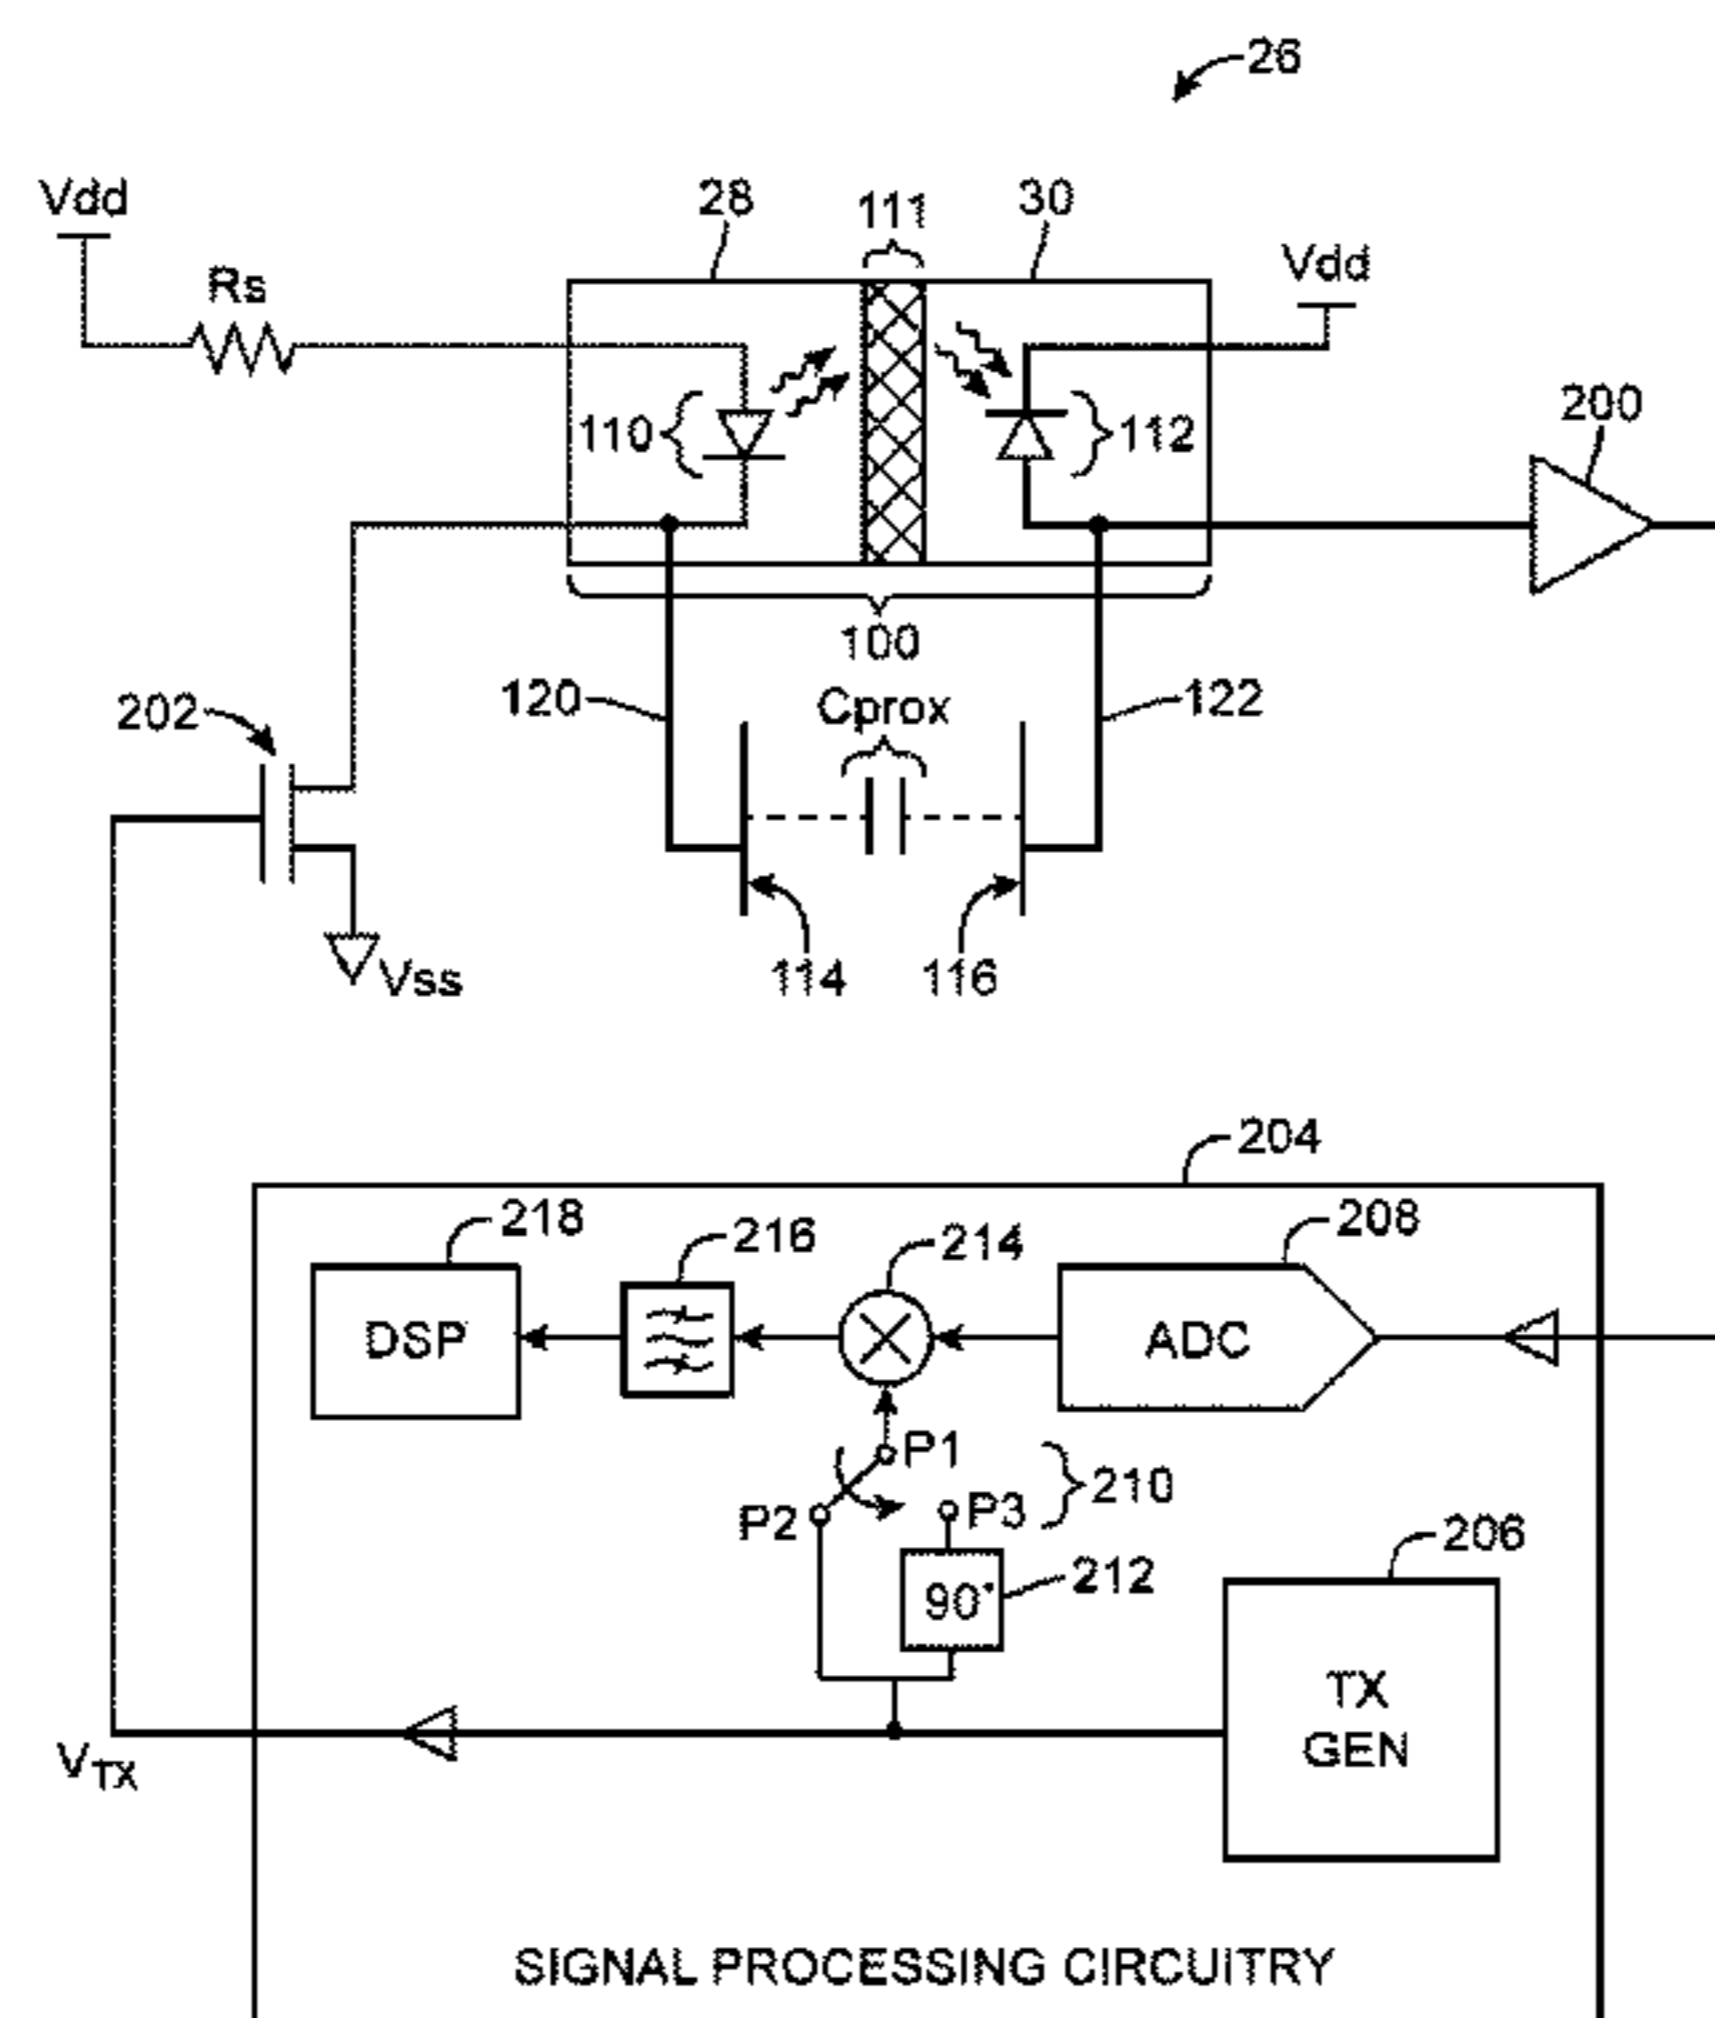 26
Vdd
28
111
30
Vdd
Rs
110
112
200
100
202
120
Cprox
122
Vss
114
116
204
218
216
214
208
DSP
ADC
P1
210
P2
P3
206
90°
212
TX
GEN
VTX
SIGNAL PROCESSING CIRCUITRY